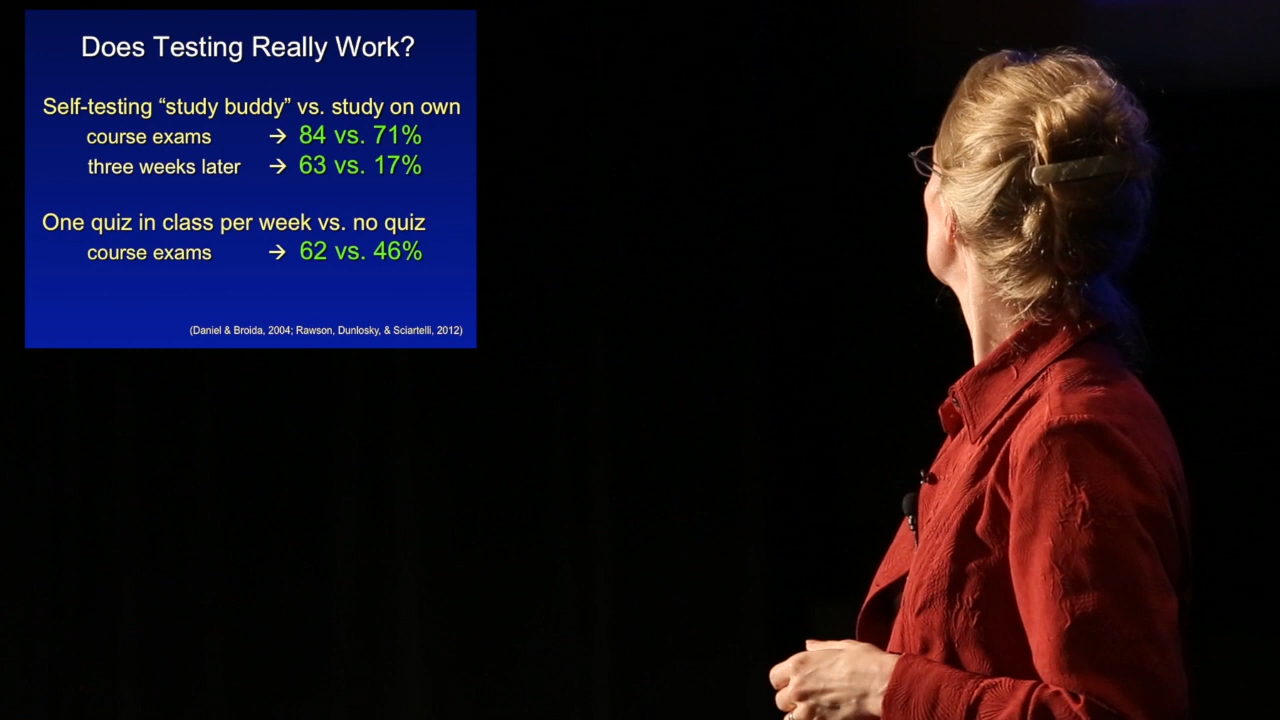 Does Testing Really Work?
Self-testing “study buddy” vs. study on own
course exams → 84 vs. 71%
three weeks later → 63 vs. 17%
One quiz in class per week vs. no quiz
course exams → 62 vs. 46%
(Daniel & Broida, 2004; Rawson, Dunlosky, & Sciartelli, 2012)